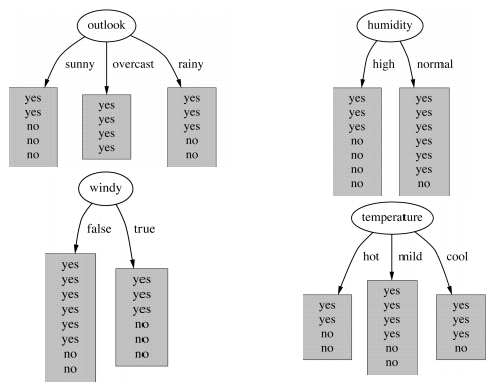 outlook
sunny overcast rainy
yes
yes
no
no
no
yes
yes
yes
yes
yes
yes
yes
no
no
humidity
high normal
yes
yes
yes
no
no
no
no
yes
yes
yes
yes
yes
yes
no
windy
false true
yes
yes
yes
yes
yes
yes
no
no
yes
yes
yes
no
no
no
temperature
hot mild cool
yes
yes
no
no
yes
yes
yes
yes
no
no
yes
yes
yes
no